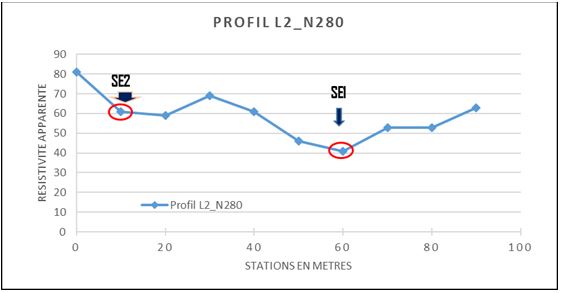 PROFIL L2_N280
90
80
70
60
50
40
30
20
10
0
RESISTIVITE APPARENTE
SE2
SE1
Profil L2_N280
0 20 40 60 80 100
STATIONS EN METRES